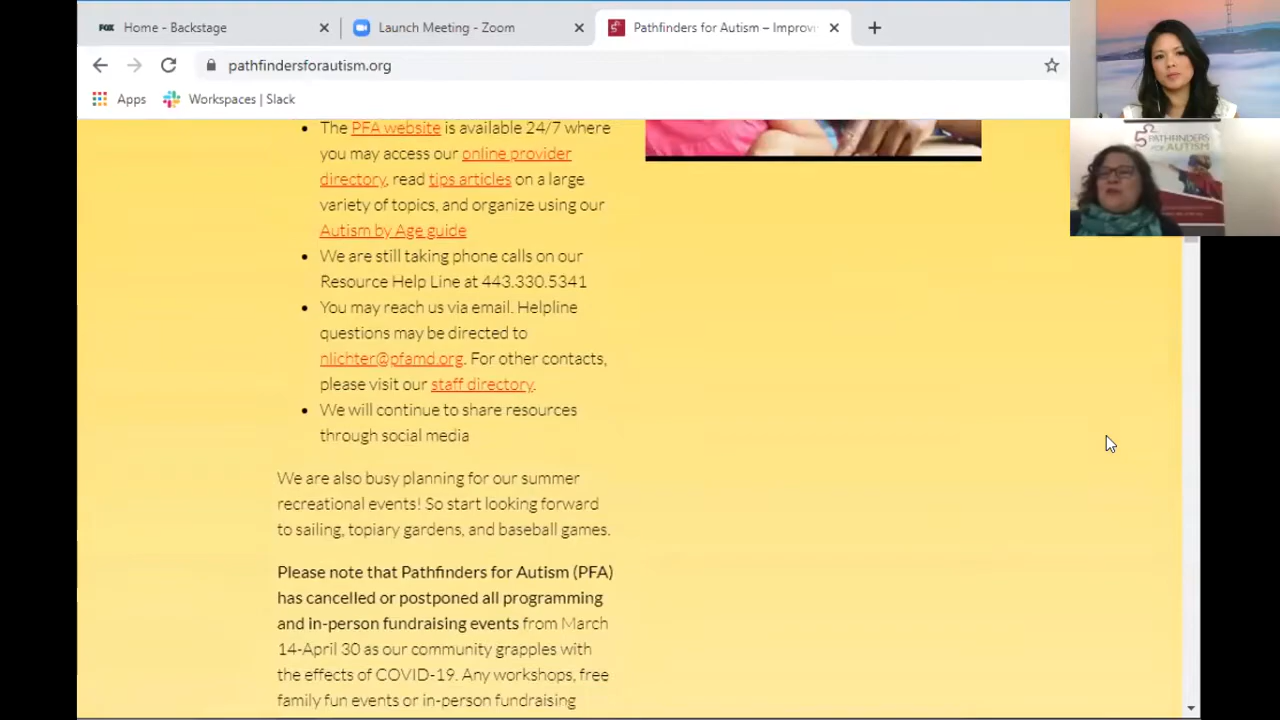 FOX Home - Backstage
Launch Meeting - Zoom
Pathfinders for Autism – Improvi
pathfindersforautism.org
Apps
Workspaces | Slack
PATHFINDERS
FOR AUTISM
The PFA website is available 24/7 where
you may access our online provider
directory, read tips articles on a large
variety of topics, and organize using our
Autism by Age guide
We are still taking phone calls on our
Resource Help Line at 443.330.5341
You may reach us via email. Helpline
questions may be directed to
nlichter@pfamd.org. For other contacts,
please visit our staff directory.
We will continue to share resources
through social media
We are also busy planning for our summer
recreational events! So start looking forward
to sailing, topiary gardens, and baseball games.
Please note that Pathfinders for Autism (PFA)
has cancelled or postponed all programming
and in-person fundraising events from March
14-April 30 as our community grapples with
the effects of COVID-19. Any workshops, free
family fun events or in-person fundraising